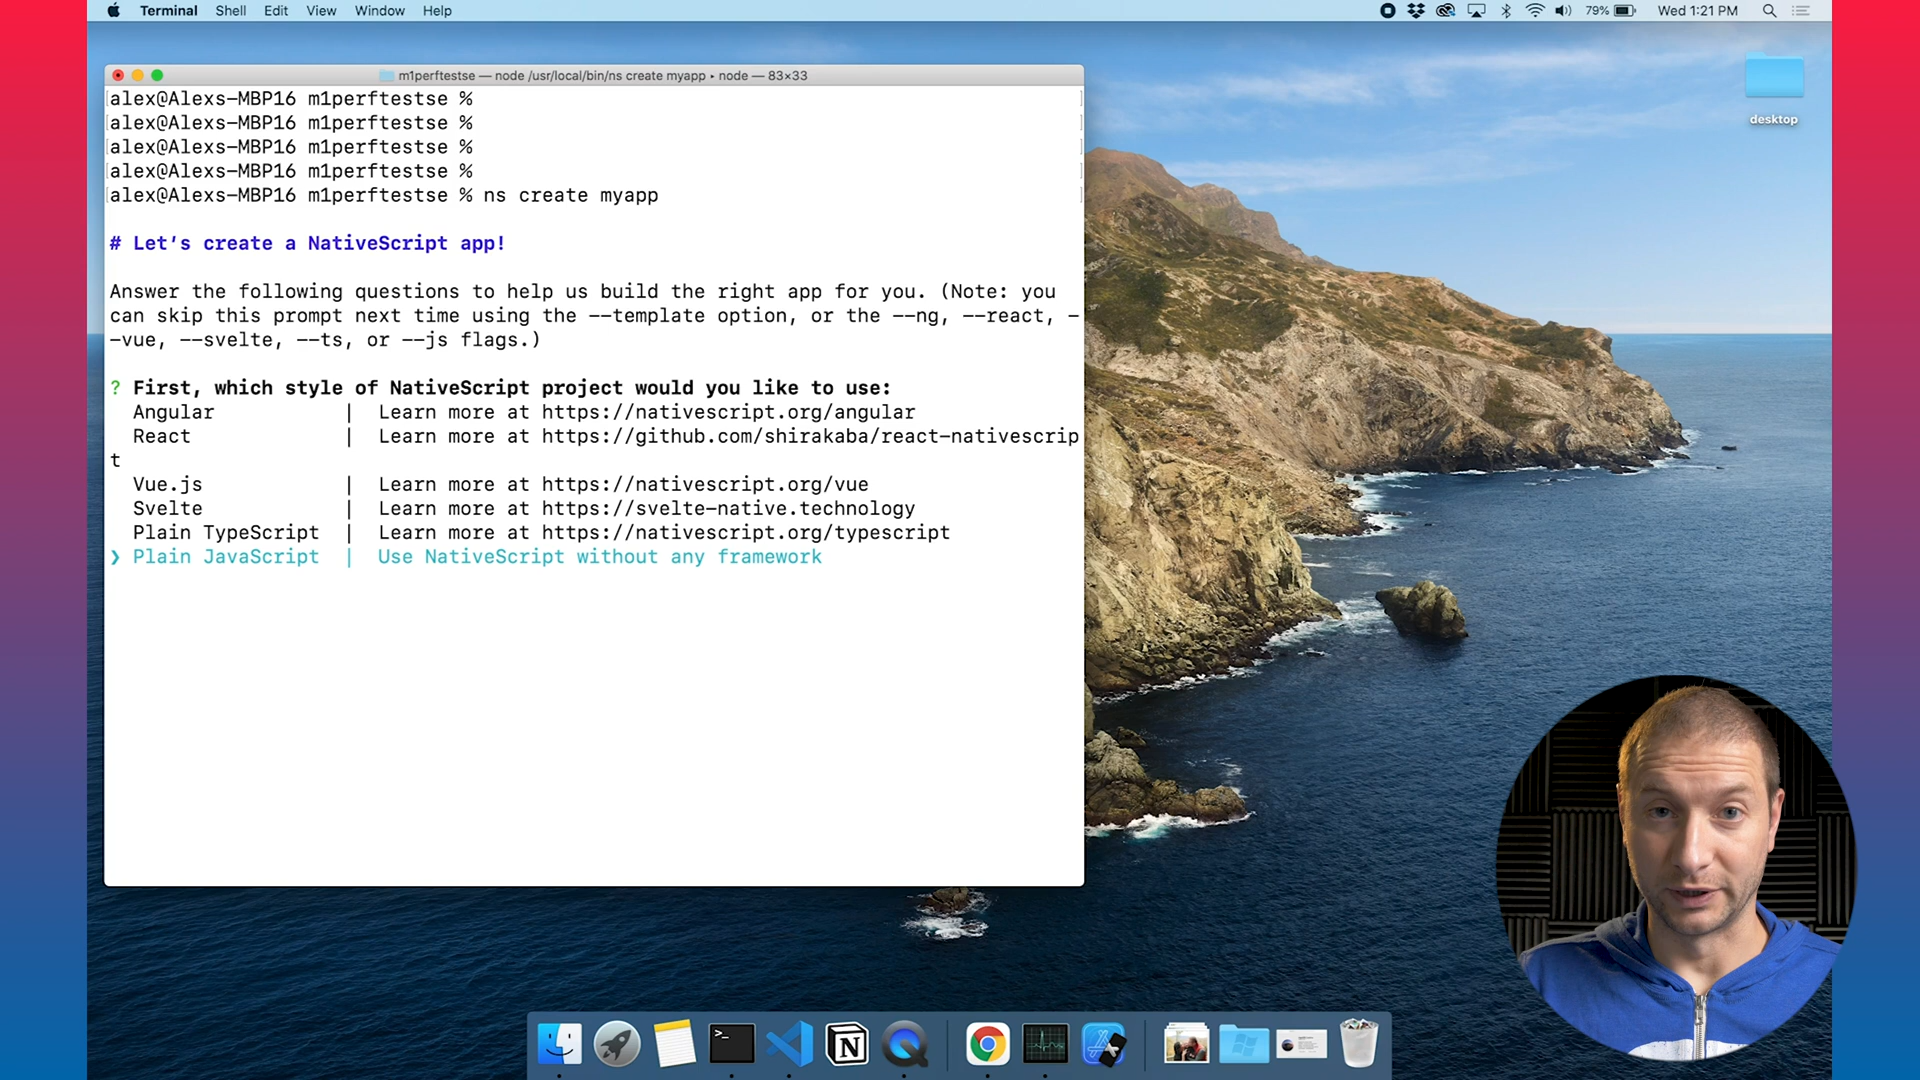 Terminal Shell Edit View Window Help 79% Wed 1:21 PM
desktop
m1perftestse — node /usr/local/bin/ns create myapp ▸ node — 83×33
alex@Alexs-MBP16 m1perftestse %
alex@Alexs-MBP16 m1perftestse %
alex@Alexs-MBP16 m1perftestse %
alex@Alexs-MBP16 m1perftestse %
alex@Alexs-MBP16 m1perftestse % ns create myapp
# Let's create a NativeScript app!
Answer the following questions to help us build the right app for you. (Note: you
can skip this prompt next time using the --template option, or the --ng, --react, -
-vue, --svelte, --ts, or --js flags.)
? First, which style of NativeScript project would you like to use:
Angular | Learn more at https://nativescript.org/angular
React | Learn more at https://github.com/shirakaba/react-nativescrip
t
Vue.js | Learn more at https://nativescript.org/vue
Svelte | Learn more at https://svelte-native.technology
Plain TypeScript | Learn more at https://nativescript.org/typescript
❯ Plain JavaScript | Use NativeScript without any framework